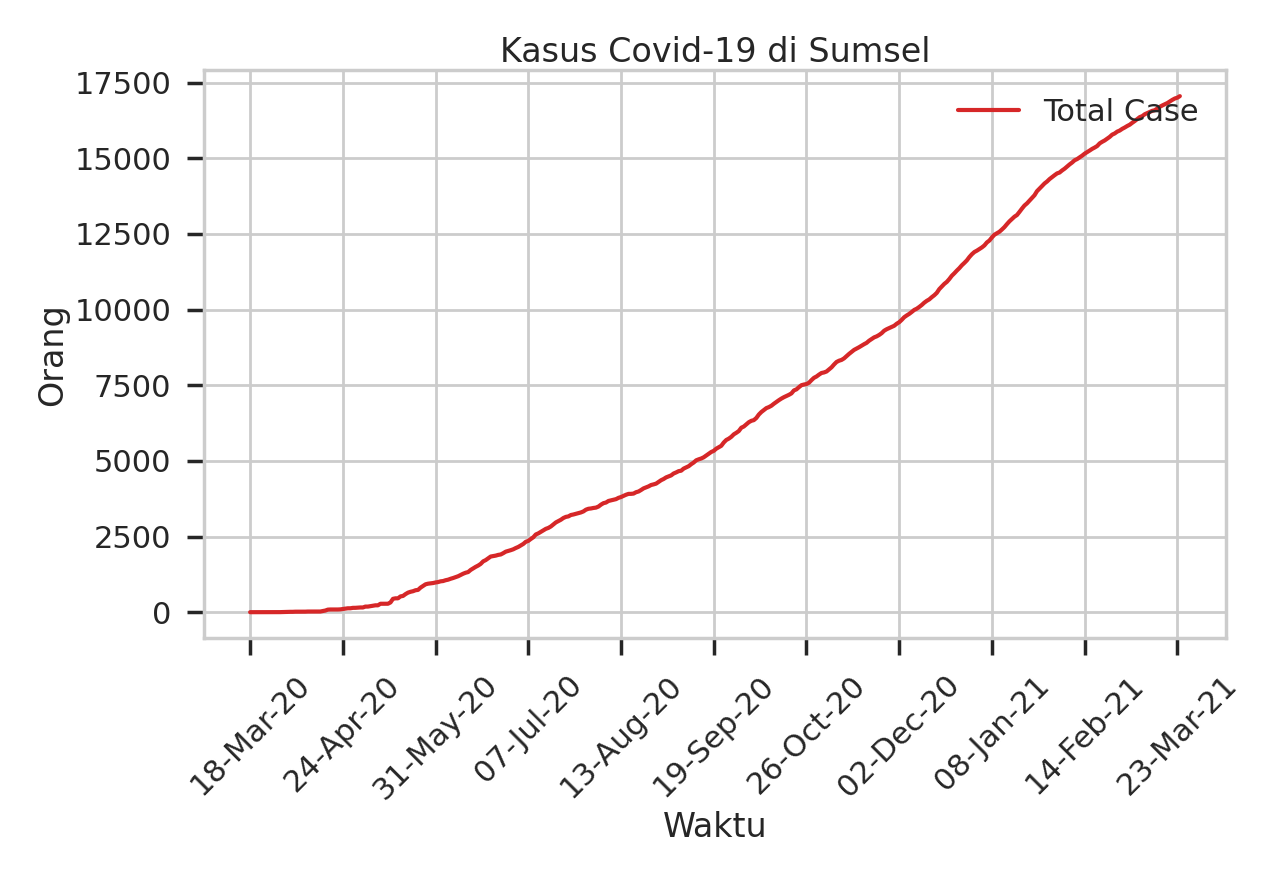 Kasus Covid-19 di Sumsel
Total Case
17500
15000
12500
10000
7500
5000
2500
0
Orang
18-Mar-20
24-Apr-20
31-May-20
07-Jul-20
13-Aug-20
19-Sep-20
26-Oct-20
02-Dec-20
08-Jan-21
14-Feb-21
23-Mar-21
Waktu